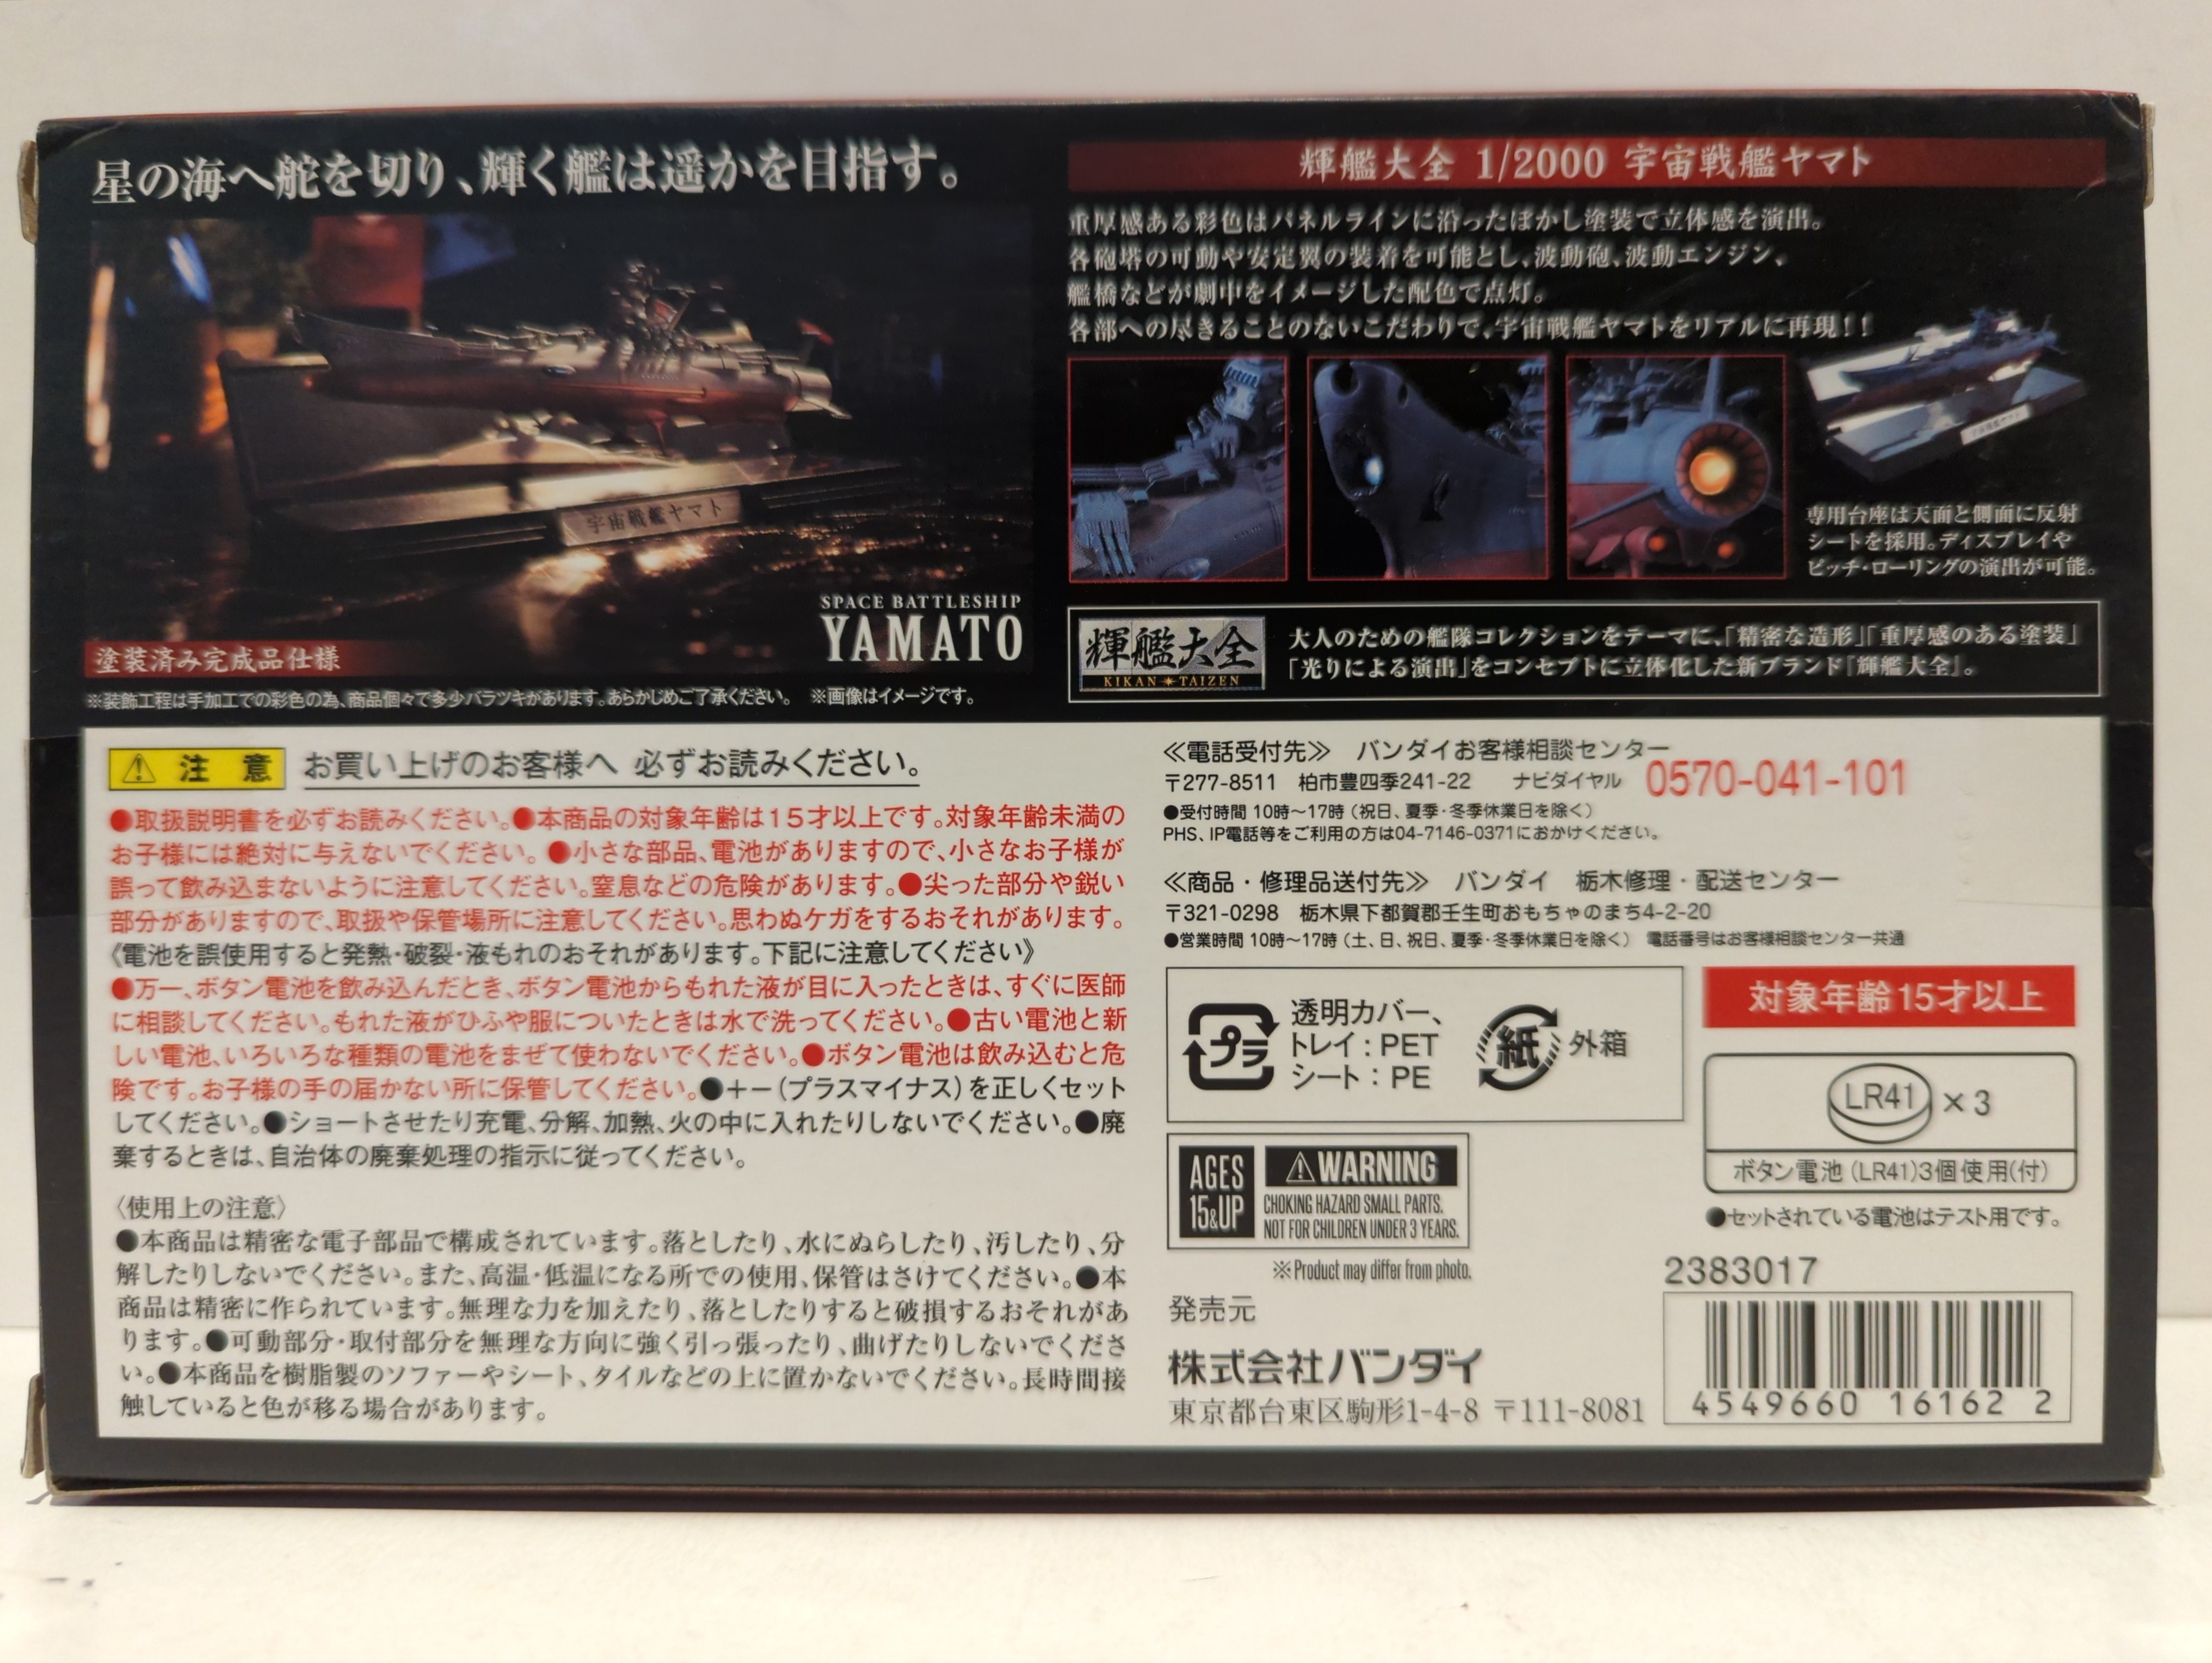 星の海へ舵を切り、輝く艦は遥かを目指す。
宇宙戦艦ヤマト
SPACE BATTLESHIP
YAMATO
塗装済み完成品仕様
※装飾工程は手加工での彩色の為、商品個々で多少バラツキがあります。あらかじめご了承ください。 ※画像はイメージです。
輝艦大全 1/2000 宇宙戦艦ヤマト
重厚感ある彩色はパネルラインに沿ったぼかし塗装で立体感を演出。
各砲塔の可動や安定翼の装着を可能とし、波動砲、波動エンジン、
艦橋などが劇中をイメージした配色で点灯。
各部への尽きることのないこだわりで、宇宙戦艦ヤマトをリアルに再現！！
宇宙戦艦ヤマト
専用台座は天面と側面に反射
シートを採用。ディスプレイや
ピッチ・ローリングの演出が可能。
輝艦大全
KIKAN TAIZEN
大人のための艦隊コレクションをテーマに、「精密な造形」「重厚感のある塗装」
「光りによる演出」をコンセプトに立体化した新ブランド『輝艦大全』。
注 意 お買い上げのお客様へ 必ずお読みください。
●取扱説明書を必ずお読みください。●本商品の対象年齢は15才以上です。対象年齢未満の
お子様には絶対に与えないでください。●小さな部品、電池がありますので、小さなお子様が
誤って飲み込まないように注意してください。窒息などの危険があります。●尖った部分や鋭い
部分がありますので、取扱や保管場所に注意してください。思わぬケガをするおそれがあります。
《電池を誤使用すると発熱・破裂・液もれのおそれがあります。下記に注意してください》
●万一、ボタン電池を飲み込んだとき、ボタン電池からもれた液が目に入ったときは、すぐに医師
に相談してください。もれた液がひふや服についたときは水で洗ってください。●古い電池と新
しい電池、いろいろな種類の電池をまぜて使わないでください。●ボタン電池は飲み込むと危
険です。お子様の手の届かない所に保管してください。●＋－（プラスマイナス）を正しくセット
してください。●ショートさせたり充電、分解、加熱、火の中に入れたりしないでください。●廃
棄するときは、自治体の廃棄処理の指示に従ってください。
〈使用上の注意〉
●本商品は精密な電子部品で構成されています。落としたり、水にぬらしたり、汚したり、分
解したりしないでください。また、高温・低温になる所での使用、保管はさけてください。●本
商品は精密に作られています。無理な力を加えたり、落としたりすると破損するおそれがあ
ります。●可動部分・取付部分を無理な方向に強く引っ張ったり、曲げたりしないでくださ
い。●本商品を樹脂製のソファーやシート、タイルなどの上に置かないでください。長時間接
触していると色が移る場合があります。
≪電話受付先≫ バンダイお客様相談センター
〒277-8511 柏市豊四季241-22 ナビダイヤル 0570-041-101
●受付時間 10時～17時（祝日、夏季・冬季休業日を除く）
PHS、IP電話等をご利用の方は04-7146-0371におかけください。
≪商品・修理品送付先≫ バンダイ 栃木修理・配送センター
〒321-0298 栃木県下都賀郡壬生町おもちゃのまち4-2-20
●営業時間 10時～17時（土、日、祝日、夏季・冬季休業日を除く） 電話番号はお客様相談センター共通
プラ
透明カバー、
トレイ：PET
シート：PE
紙 外箱
対象年齢15才以上
LR41 ×3
ボタン電池（LR41)3個使用(付)
●セットされている電池はテスト用です。
AGES
15&UP
WARNING
CHOKING HAZARD SMALL PARTS.
NOT FOR CHILDREN UNDER 3 YEARS.
※Product may differ from photo.
発売元
株式会社バンダイ
東京都台東区駒形1-4-8 〒111-8081
2383017
4549660 16162 2